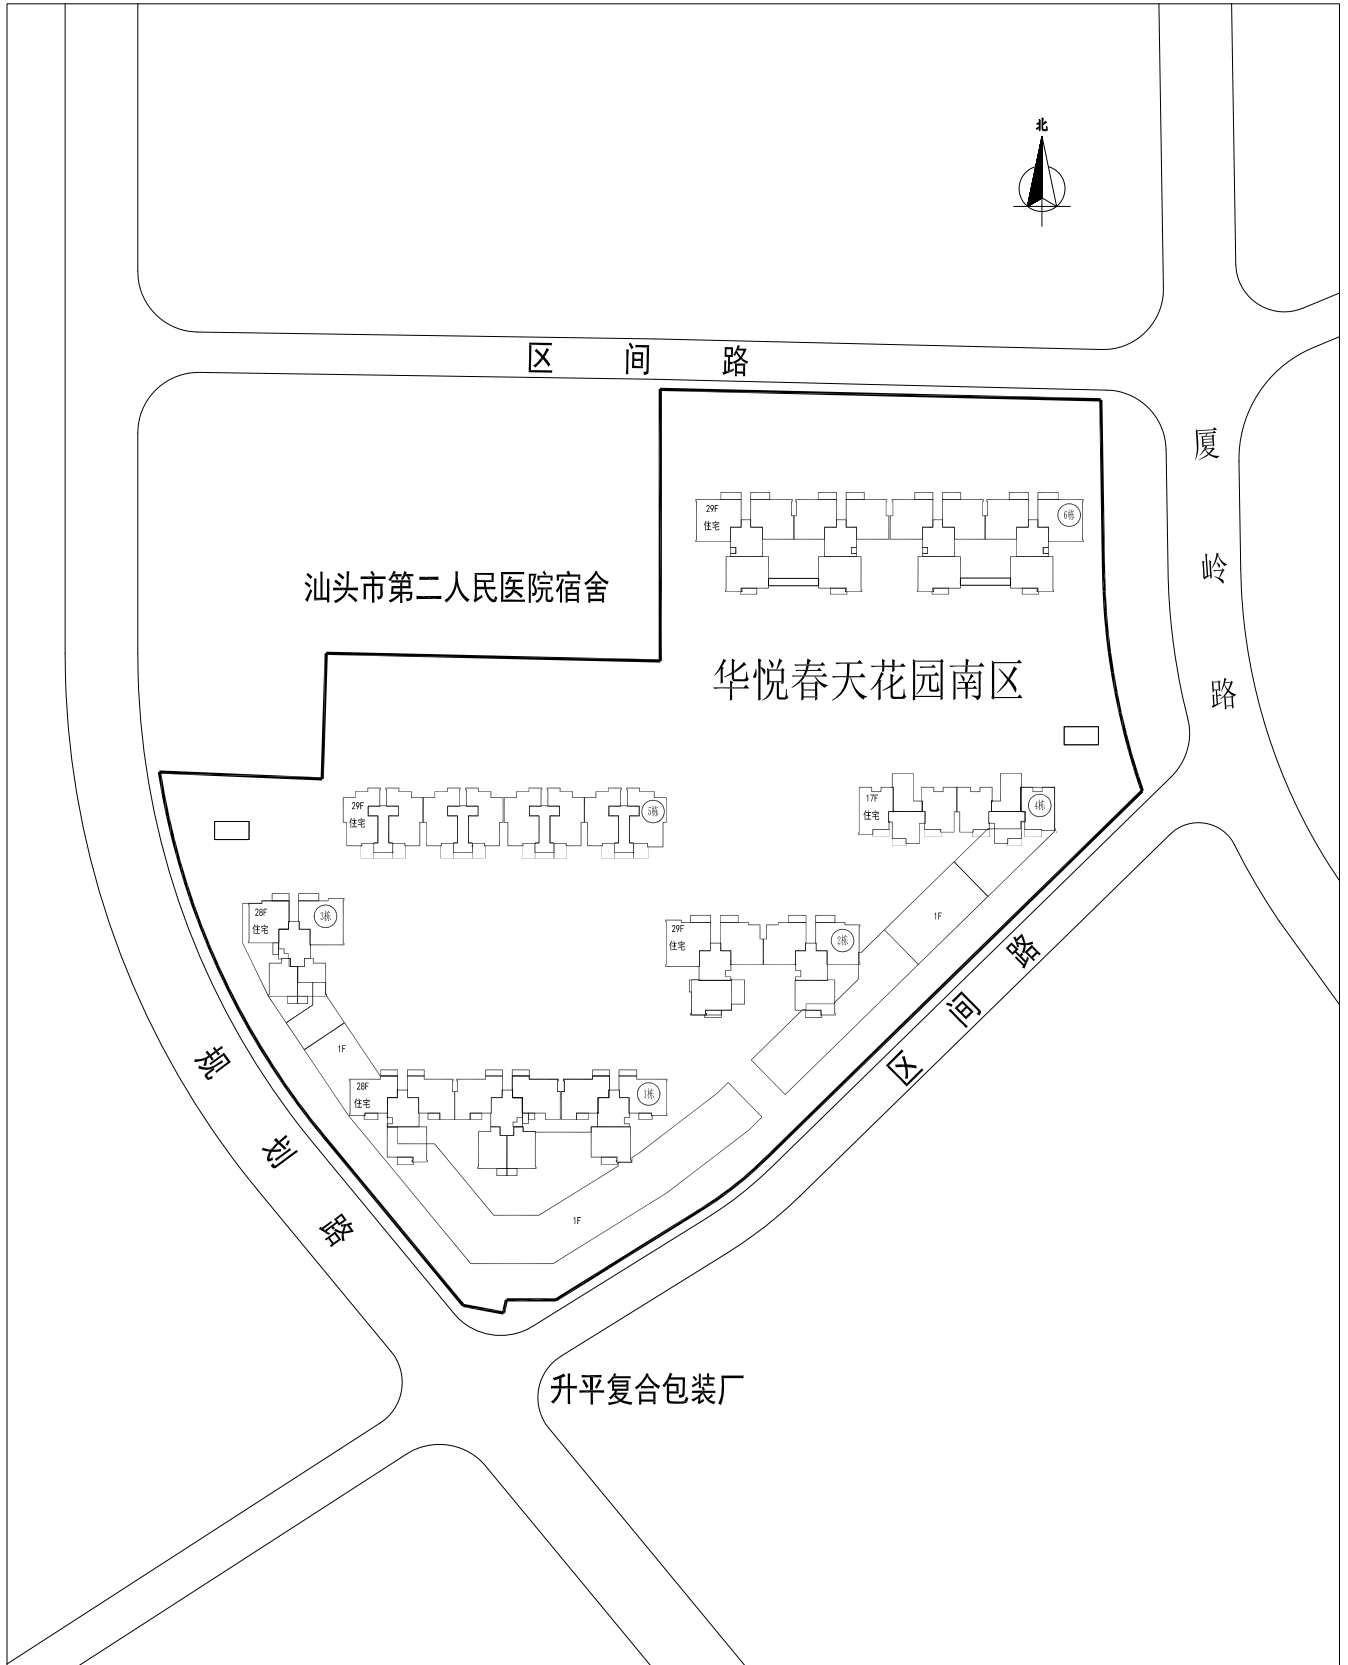 北
区间路
厦岭路
29F
住宅
6栋
汕头市第二人民医院宿舍
华悦春天花园南区
29F
住宅
5栋
17F
住宅
4栋
28F
住宅
3栋
29F
住宅
2栋
1F
区间路
规划路
1F
28F
住宅
1栋
1F
升平复合包装厂